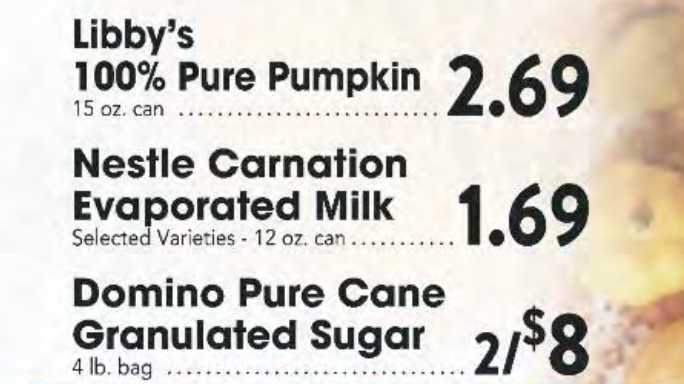 Libby's
100% Pure Pumpkin 2.69
15 oz. can ...........................
Nestle Carnation
Evaporated Milk 1.69
Selected Varieties - 12 oz. can ...........
Domino Pure Cane
Granulated Sugar 2/$8
4 lb. bag ...............................